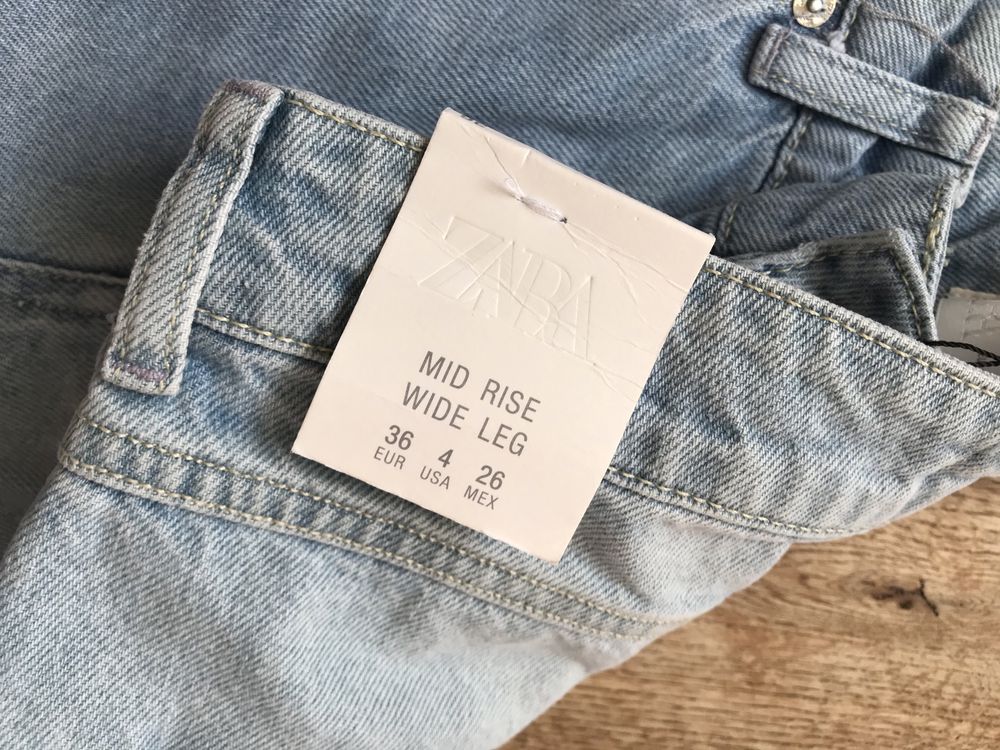 ZARA
MID RISE
WIDE LEG
36 4 26
EUR USA MEX